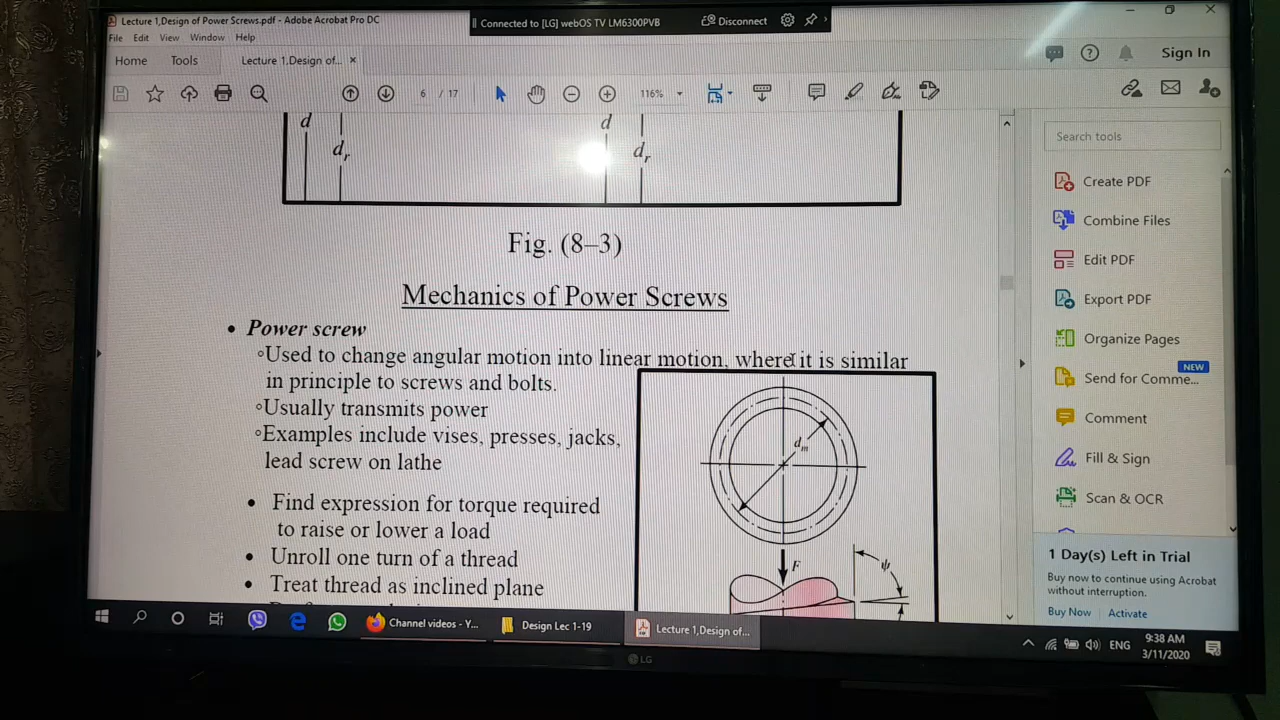 Lecture 1,Design of Power Screws.pdf - Adobe Acrobat Pro DC
Connected to [LG] webOS TV LM6300PVB
Disconnect
File Edit View Window Help
Home
Tools
Lecture 1,Design of... ×
Sign In
6 / 17
116%
d
d_r
d
d_r
Fig. (8–3)
Mechanics of Power Screws
• Power screw
◦Used to change angular motion into linear motion, where it is similar
in principle to screws and bolts.
◦Usually transmits power
◦Examples include vises, presses, jacks,
lead screw on lathe
• Find expression for torque required
to raise or lower a load
• Unroll one turn of a thread
• Treat thread as inclined plane
d_m
F
ψ
Search tools
Create PDF
Combine Files
Edit PDF
Export PDF
Organize Pages
NEW
Send for Comme...
Comment
Fill & Sign
Scan & OCR
1 Day(s) Left in Trial
Buy now to continue using Acrobat
without interruption.
Buy Now
Activate
Channel videos - Y...
Design Lec 1-19
Lecture 1,Design of...
ENG
9:38 AM
3/11/2020
LG